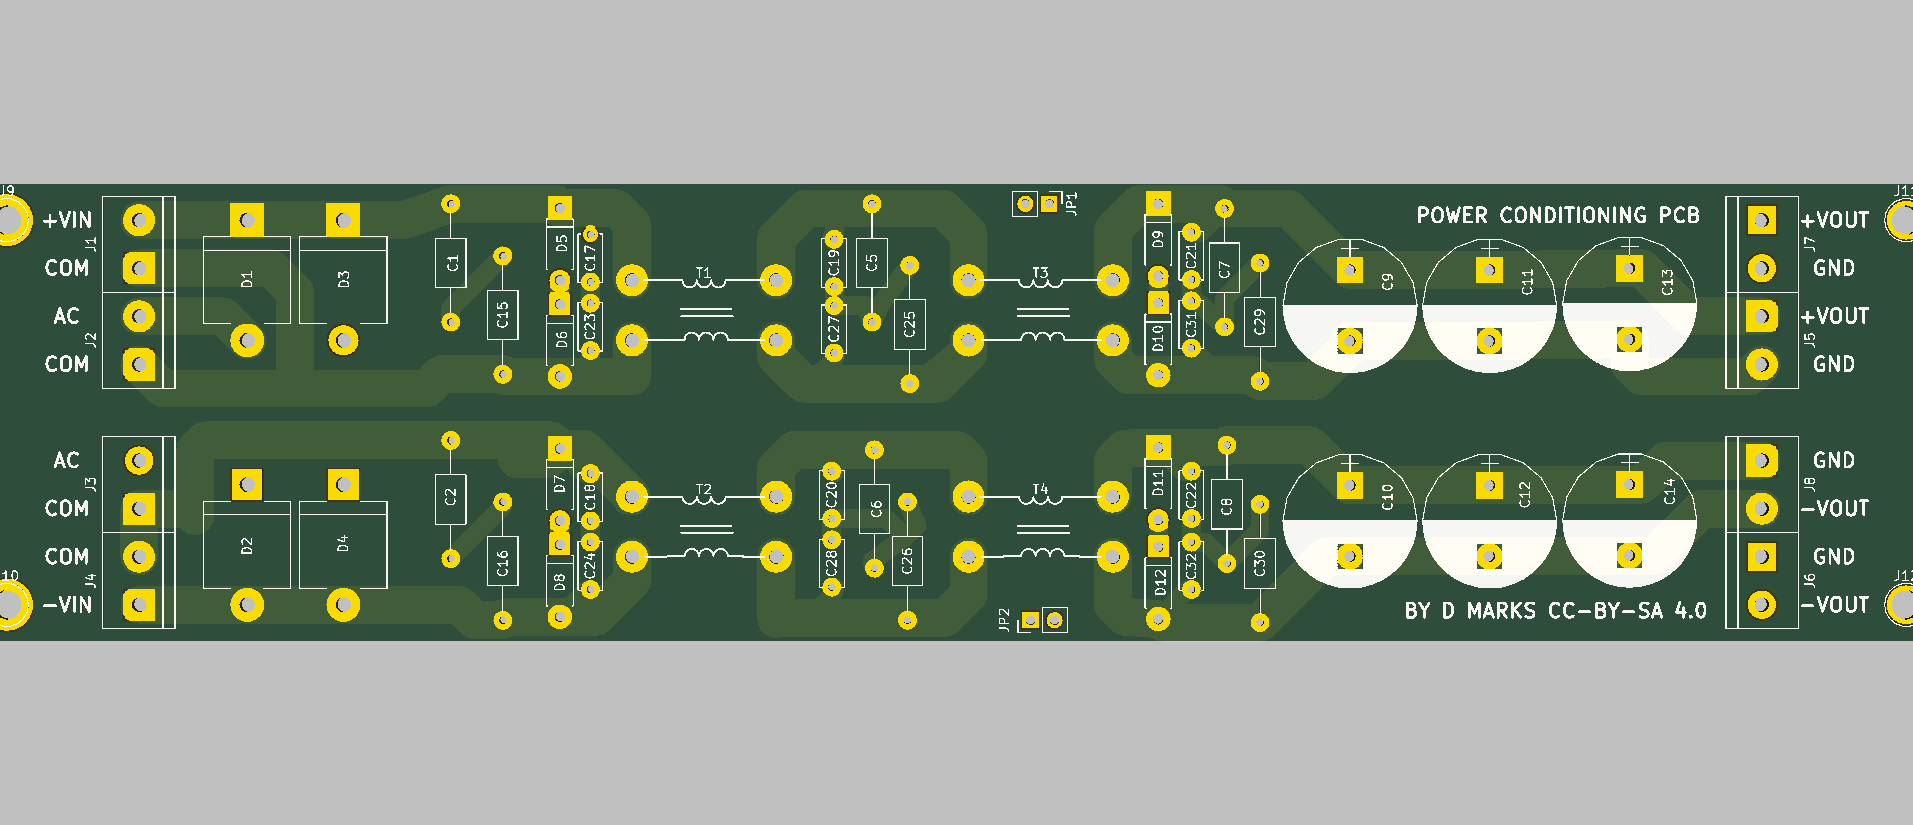 J9
+VIN
COM
AC
COM
J1
J2
D1
D3
C1
C15
D5
C17
D6
C23
T1
C19
C27
C5
C25
JP1
T3
D9
C21
D10
C31
C7
C29
C9
C11
C13
POWER CONDITIONING PCB
J7
J5
+VOUT
GND
+VOUT
GND
AC
COM
COM
-VIN
J3
J4
10
D2
D4
C2
C16
D7
C18
D8
C24
T2
C20
C28
C6
C26
JP2
T4
D11
C22
D12
C32
C8
C30
C10
C12
C14
BY D MARKS CC-BY-SA 4.0
J8
J6
GND
-VOUT
GND
-VOUT